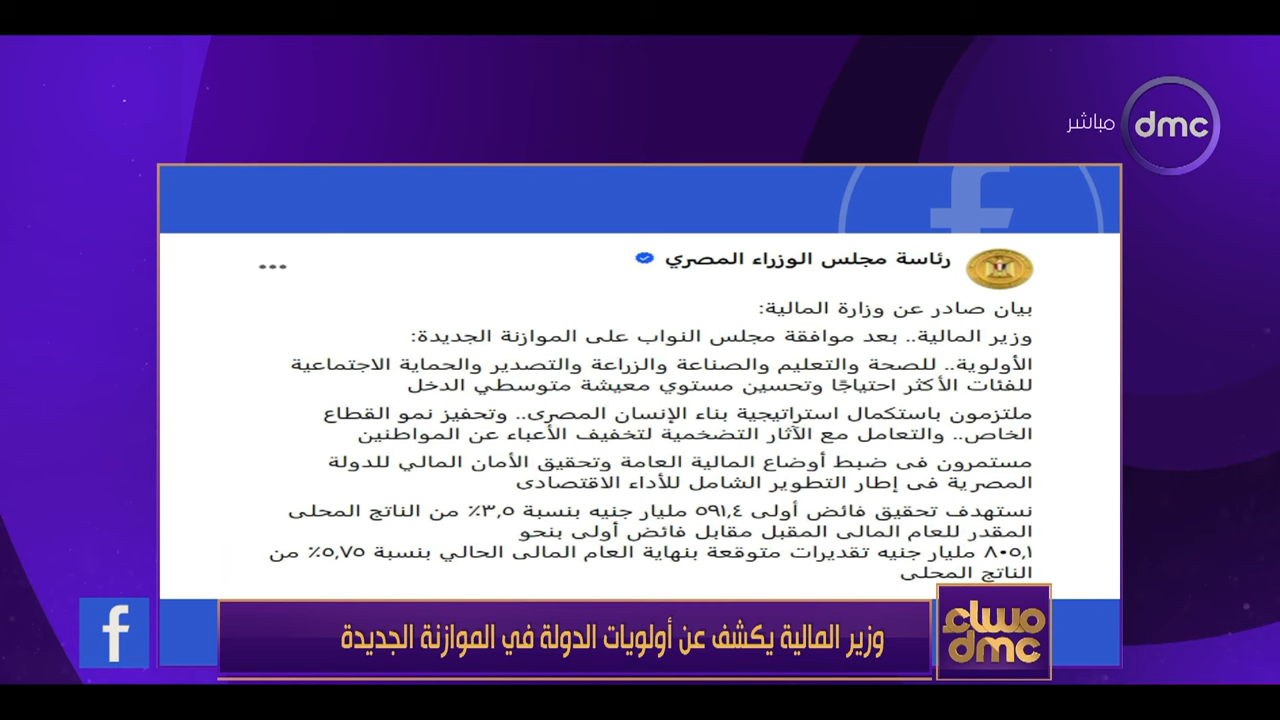 dmc
مباشر
رئاسة مجلس الوزراء المصري
بيان صادر عن وزارة المالية:
وزير المالية.. بعد موافقة مجلس النواب على الموازنة الجديدة:
الأولوية.. للصحة والتعليم والصناعة والزراعة والتصدير والحماية الاجتماعية
للفئات الأكثر احتياجًا وتحسين مستوي معيشة متوسطي الدخل
ملتزمون باستكمال استراتيجية بناء الإنسان المصرى.. وتحفيز نمو القطاع
الخاص.. والتعامل مع الآثار التضخمية لتخفيف الأعباء عن المواطنين
مستمرون فى ضبط أوضاع المالية العامة وتحقيق الأمان المالي للدولة
المصرية فى إطار التطوير الشامل للأداء الاقتصادى
نستهدف تحقيق فائض أولى ٥٩١,٤ مليار جنيه بنسبة ٣,٥٪ من الناتج المحلى
المقدر للعام المالى المقبل مقابل فائض أولى بنحو
٨٠٥,١ مليار جنيه تقديرات متوقعة بنهاية العام المالى الحالي بنسبة ٥,٧٥٪ من
الناتج المحلى
وزير المالية يكشف عن أولويات الدولة في الموازنة الجديدة
مساء
dmc